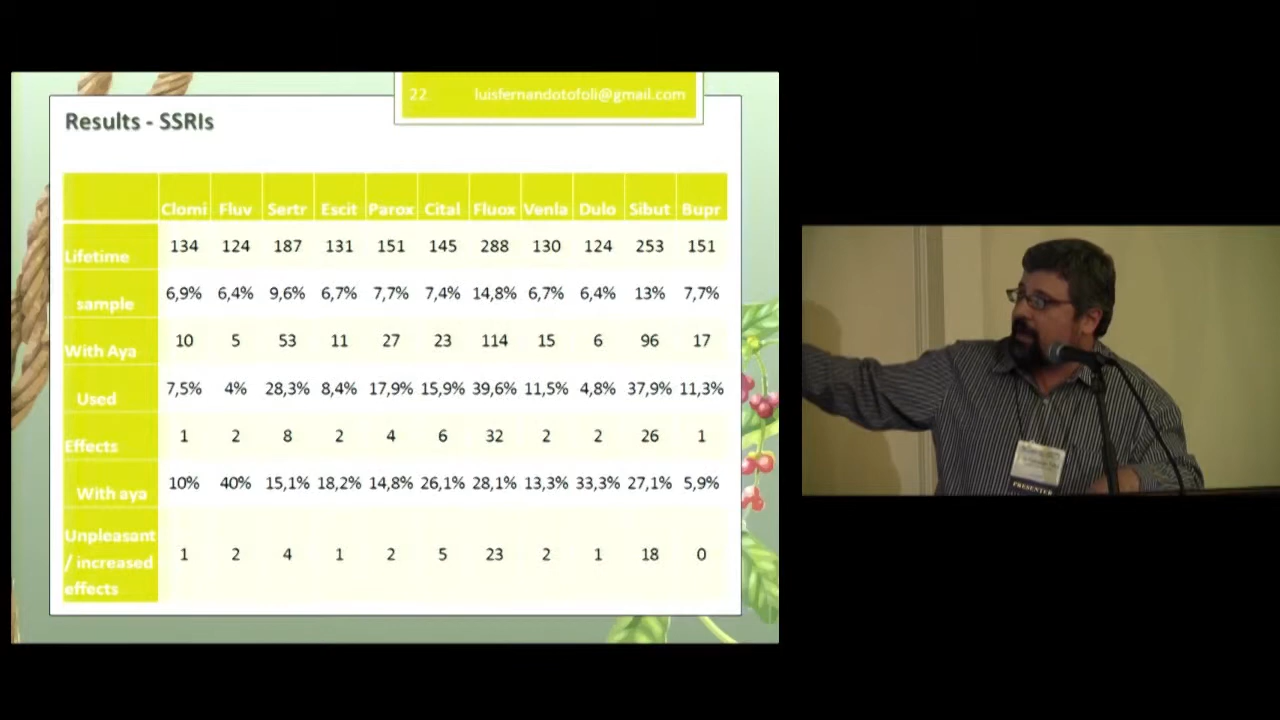 22
luisfernandotofoli@gmail.com
Results - SSRIs
Clomi Fluv Sertr Escit Parox Cital Fluox Venla Dulo Sibut Bupr
Lifetime 134 124 187 131 151 145 288 130 124 253 151
sample 6,9% 6,4% 9,6% 6,7% 7,7% 7,4% 14,8% 6,7% 6,4% 13% 7,7%
With Aya 10 5 53 11 27 23 114 15 6 96 17
Used 7,5% 4% 28,3% 8,4% 17,9% 15,9% 39,6% 11,5% 4,8% 37,9% 11,3%
Effects 1 2 8 2 4 6 32 2 2 26 1
With aya 10% 40% 15,1% 18,2% 14,8% 26,1% 28,1% 13,3% 33,3% 27,1% 5,9%
Unpleasant
/ increased 1 2 4 1 2 5 23 2 1 18 0
effects
PRESENTER